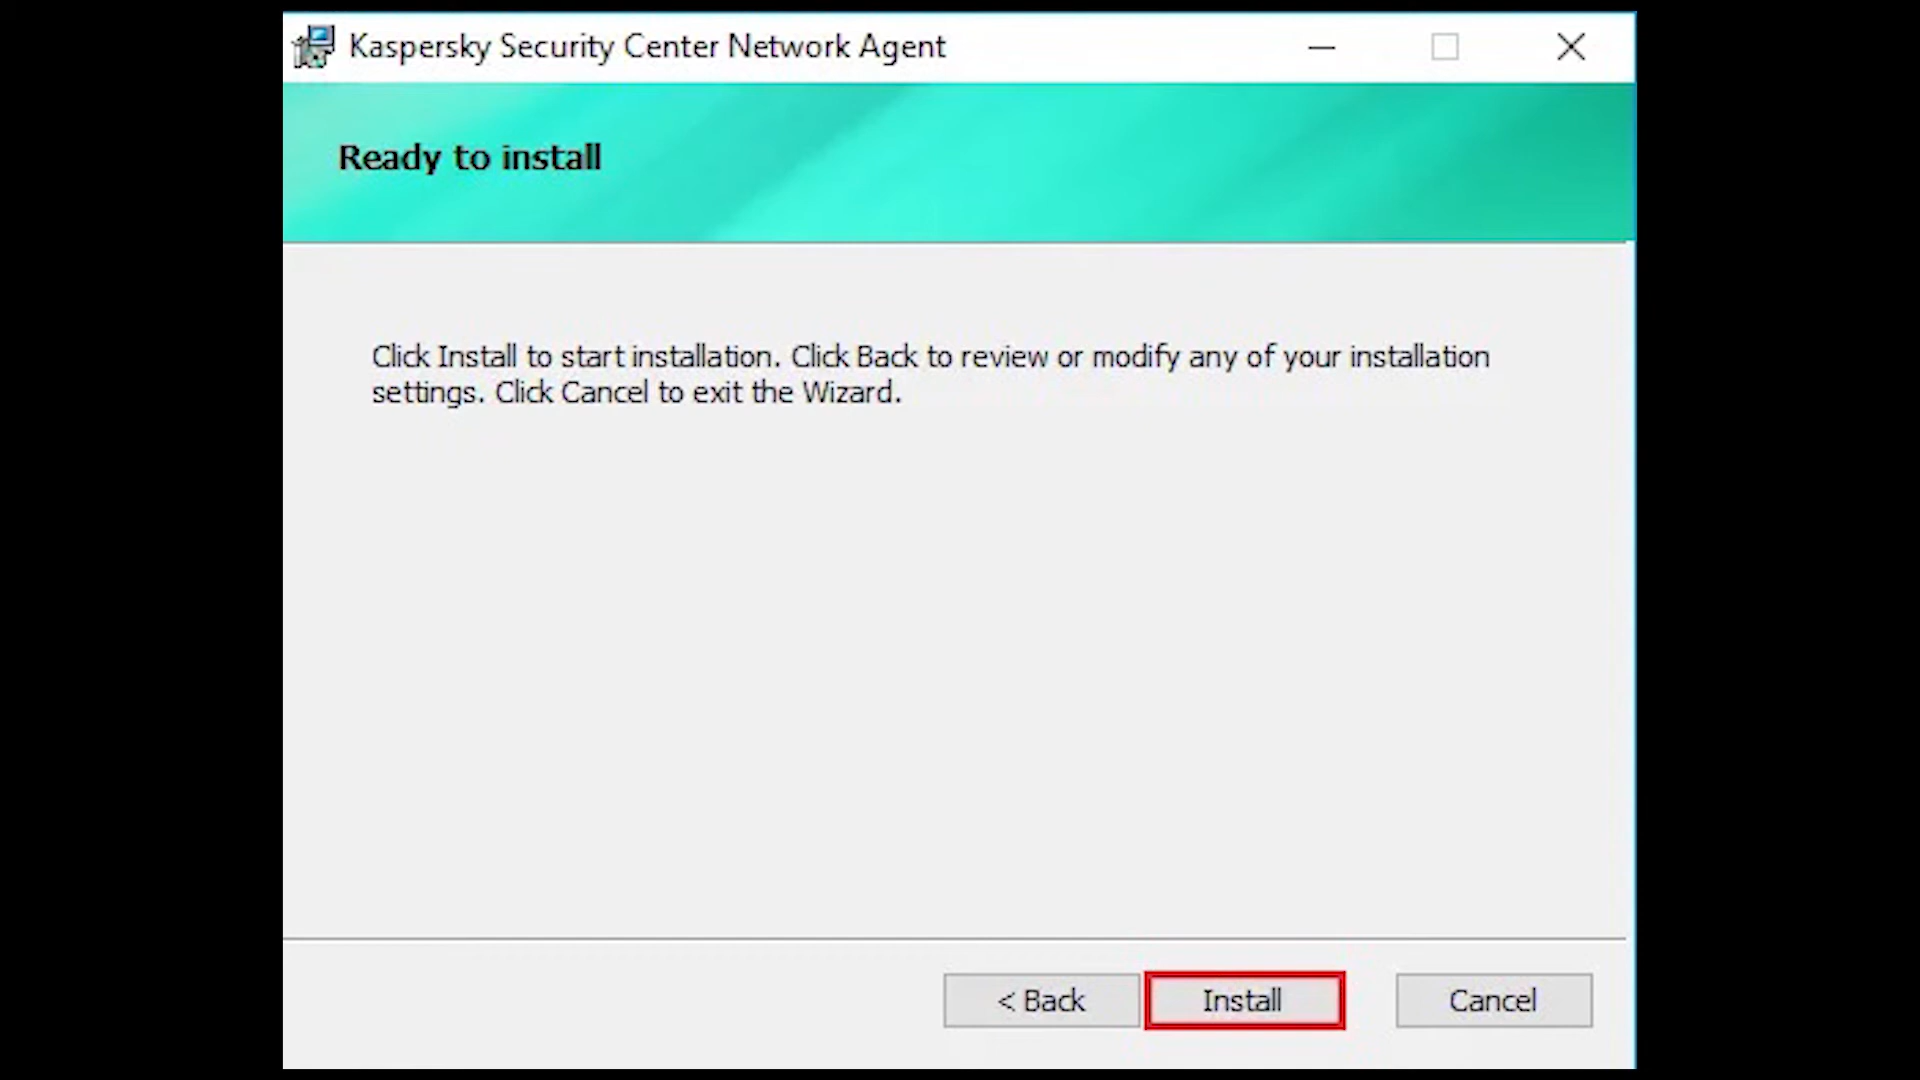 Kaspersky Security Center Network Agent
Ready to install
Click Install to start installation. Click Back to review or modify any of your installation
settings. Click Cancel to exit the Wizard.
< Back
Install
Cancel